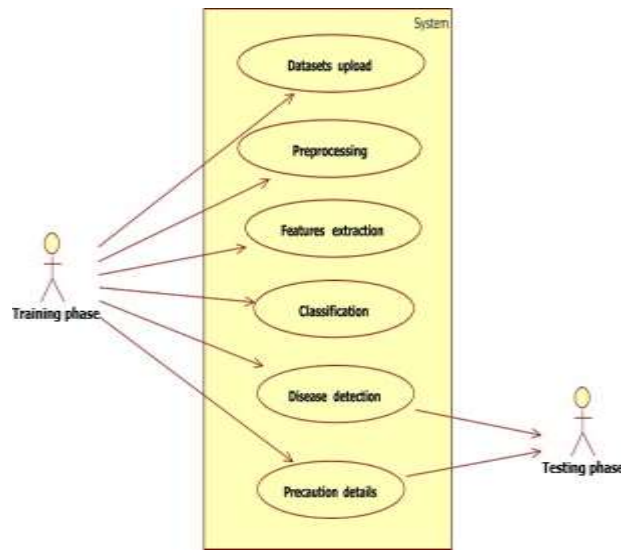 System
Datasets upload
Preprocessing
Features extraction
Training phase
Classification
Disease detection
Testing phase
Precaution details